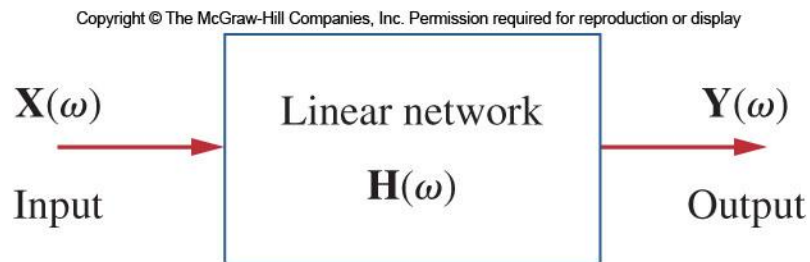 Copyright © The McGraw-Hill Companies, Inc. Permission required for reproduction or display
X(ω)
Linear network
Y(ω)
H(ω)
Input
Output